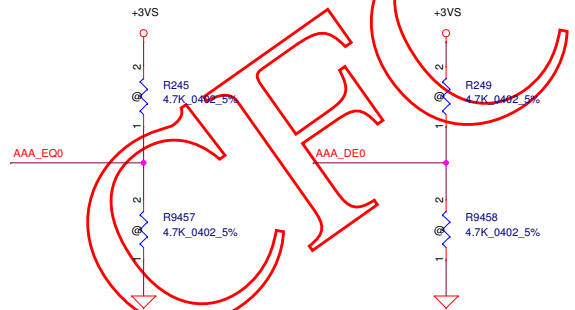 +3VS
+3VS
2
R245
@
4.7K_0402_5%
1
2
R249
@
4.7K_0402_5%
1
AAA_EQ0
AAA_DE0
2
R9457
@
4.7K_0402_5%
1
2
R9458
@
4.7K_0402_5%
1
CFC